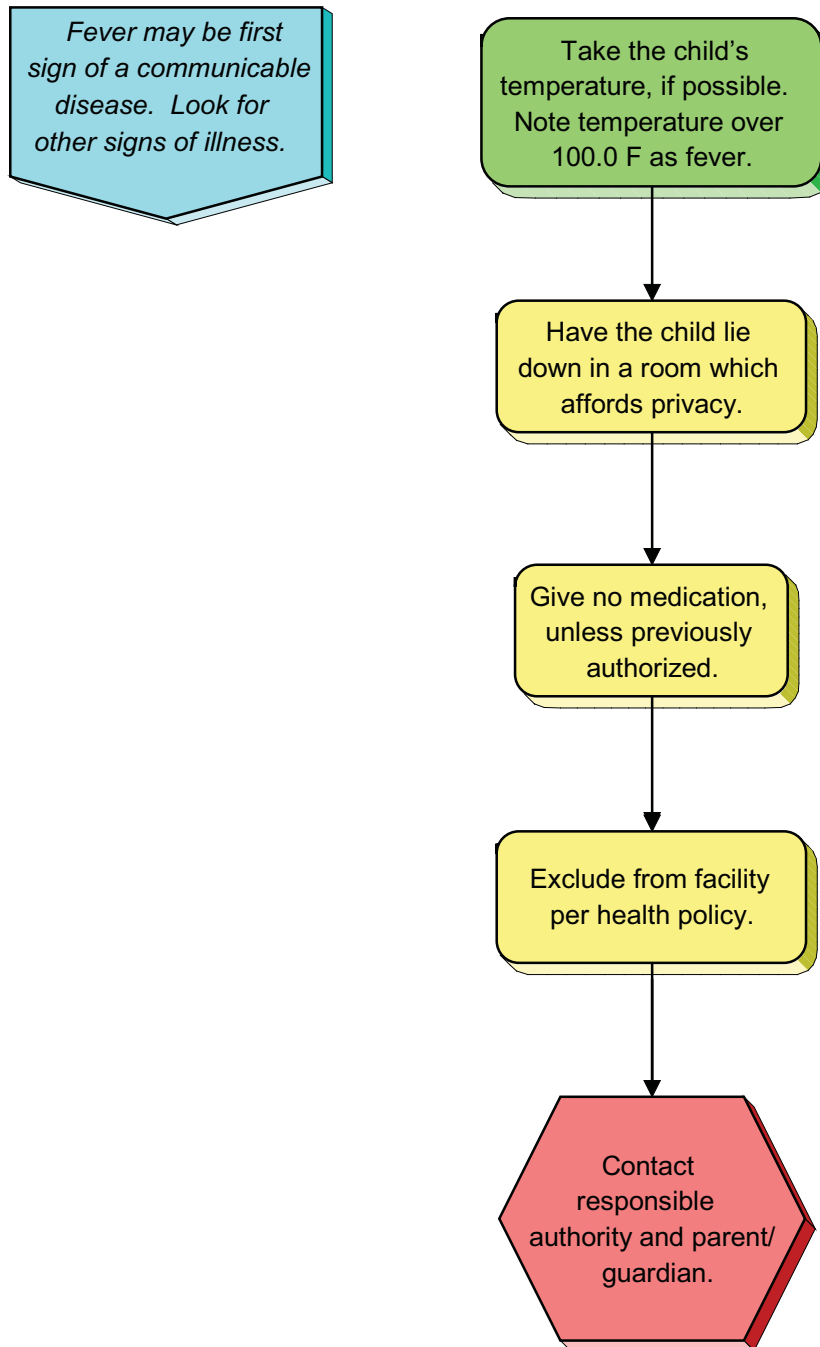 Fever may be first
sign of a communicable
disease.  Look for
other signs of illness.
Take the child’s
temperature, if possible.
Note temperature over
100.0 F as fever.
Have the child lie
down in a room which
affords privacy.
Give no medication,
unless previously
authorized.
Exclude from facility
per health policy.
Contact
responsible
authority and parent/
guardian.